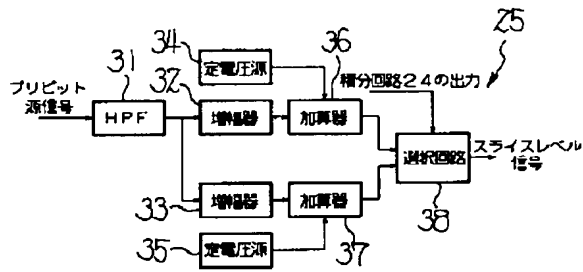 34
定電圧源
36
25
31
32
積分回路24の出力
プリピット
源信号
HPF
増幅器
加算器
選択回路
スライスレベル
信号
33
増幅器
加算器
38
35
定電圧源
37